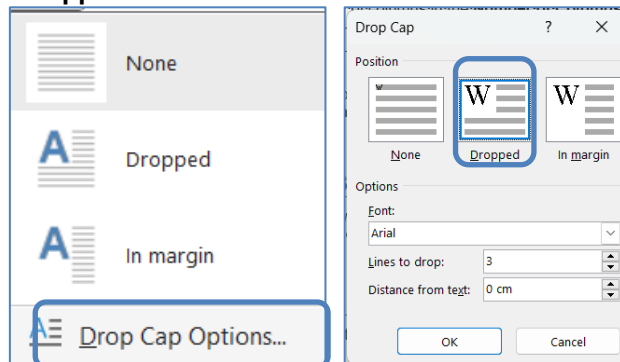 None
Dropped
In margin
Drop Cap Options...
Drop Cap ? X
Position
W W W
None Dropped In margin
Options
Font:
Arial
Lines to drop: 3
Distance from text: 0 cm
OK Cancel